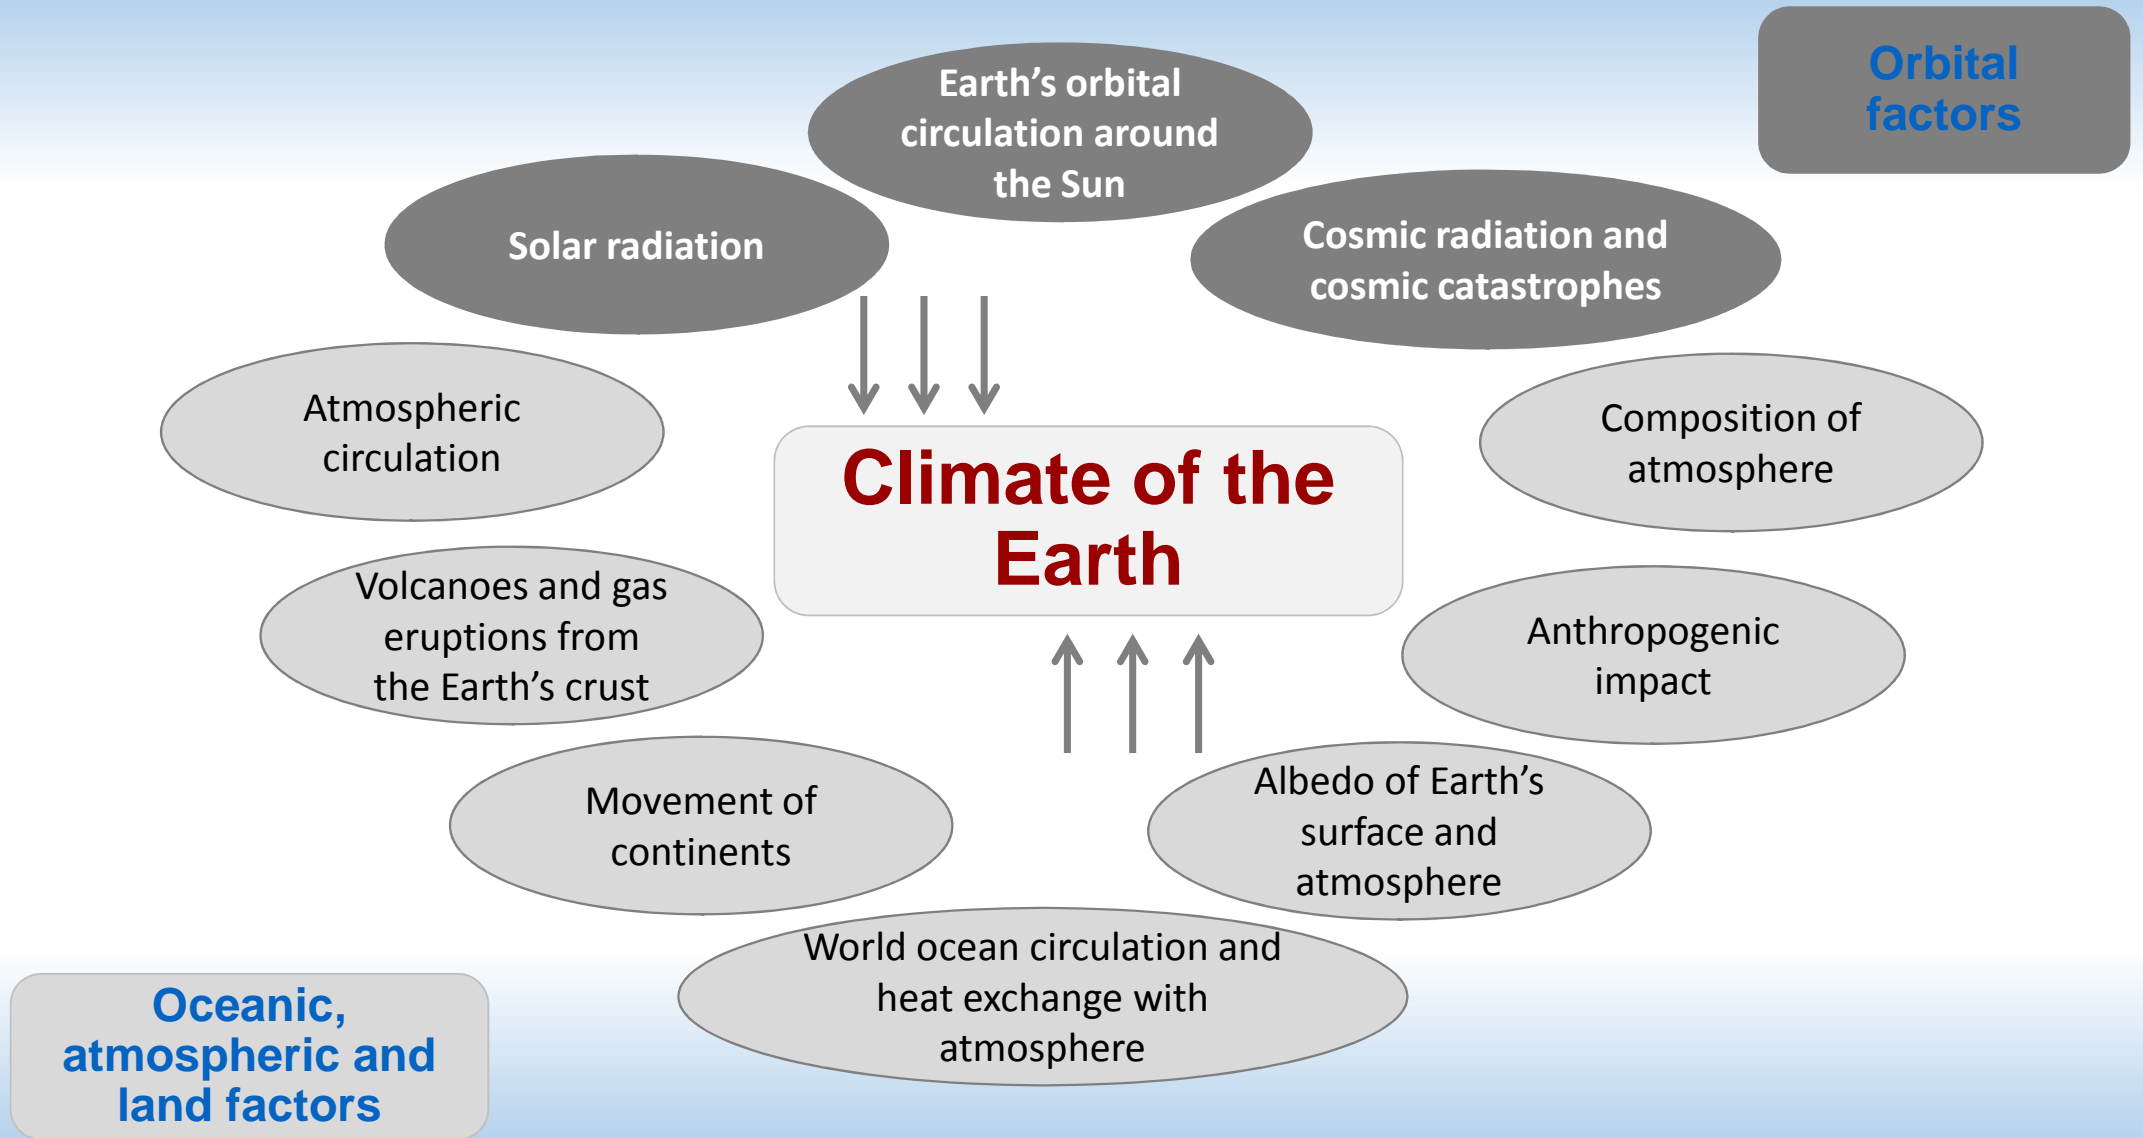 Orbital
factors
Earth’s orbital
circulation around
the Sun
Solar radiation
Cosmic radiation and
cosmic catastrophes
Atmospheric
circulation
Composition of
atmosphere
Climate of the
Earth
Volcanoes and gas
eruptions from
the Earth’s crust
Anthropogenic
impact
Movement of
continents
Albedo of Earth’s
surface and
atmosphere
World ocean circulation and
heat exchange with
atmosphere
Oceanic,
atmospheric and
land factors